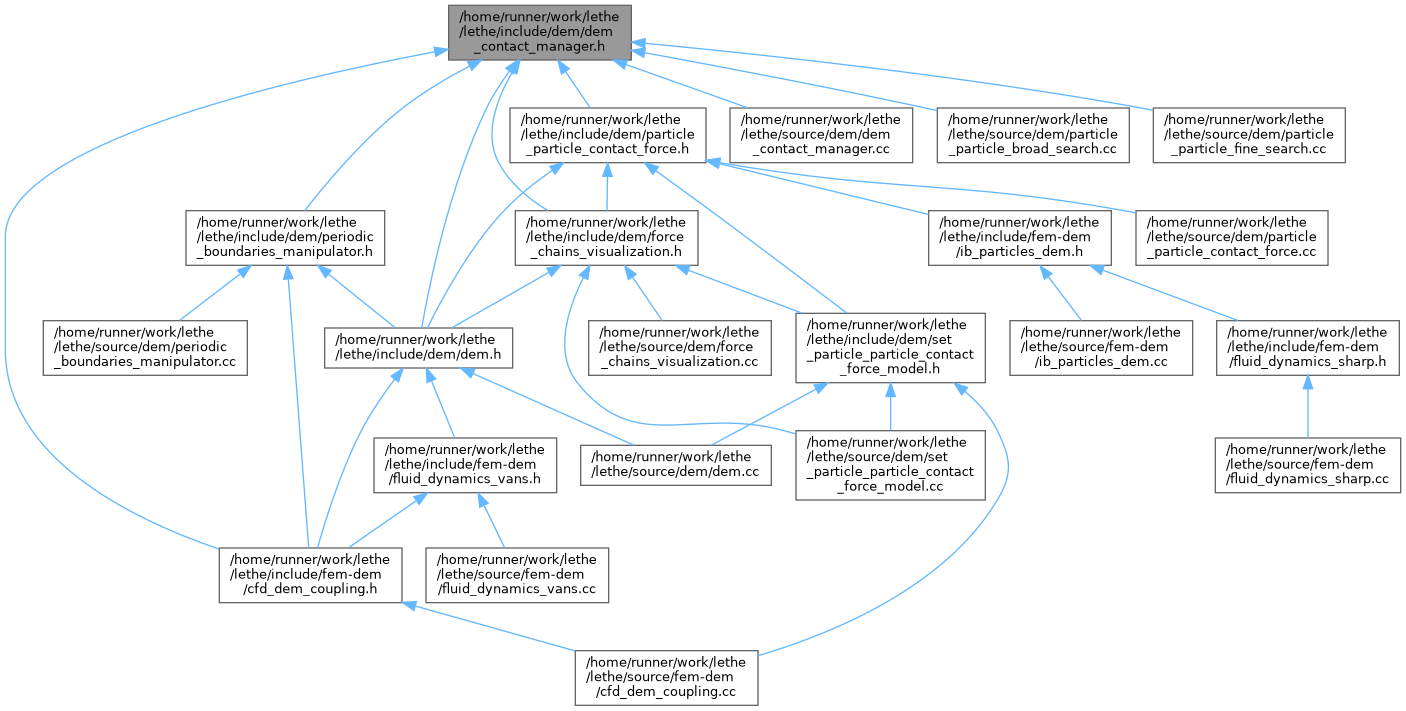 /home/runner/work/lethe
/lethe/include/dem/dem
_contact_manager.h
/home/runner/work/lethe
/lethe/include/dem/particle
_particle_contact_force.h
/home/runner/work/lethe
/lethe/source/dem/dem
_contact_manager.cc
/home/runner/work/lethe
/lethe/source/dem/particle
_particle_broad_search.cc
/home/runner/work/lethe
/lethe/source/dem/particle
_particle_fine_search.cc
/home/runner/work/lethe
/lethe/include/dem/periodic
_boundaries_manipulator.h
/home/runner/work/lethe
/lethe/include/dem/force
_chains_visualization.h
/home/runner/work/lethe
/lethe/include/fem-dem
/ib_particles_dem.h
/home/runner/work/lethe
/lethe/source/dem/particle
_particle_contact_force.cc
/home/runner/work/lethe
/lethe/source/dem/periodic
_boundaries_manipulator.cc
/home/runner/work/lethe
/lethe/include/dem/dem.h
/home/runner/work/lethe
/lethe/source/dem/force
_chains_visualization.cc
/home/runner/work/lethe
/lethe/include/dem/set
_particle_particle_contact
_force_model.h
/home/runner/work/lethe
/lethe/source/fem-dem
/ib_particles_dem.cc
/home/runner/work/lethe
/lethe/include/fem-dem
/fluid_dynamics_sharp.h
/home/runner/work/lethe
/lethe/include/fem-dem
/fluid_dynamics_vans.h
/home/runner/work/lethe
/lethe/source/dem/dem.cc
/home/runner/work/lethe
/lethe/source/dem/set
_particle_particle_contact
_force_model.cc
/home/runner/work/lethe
/lethe/source/fem-dem
/fluid_dynamics_sharp.cc
/home/runner/work/lethe
/lethe/include/fem-dem
/cfd_dem_coupling.h
/home/runner/work/lethe
/lethe/source/fem-dem
/fluid_dynamics_vans.cc
/home/runner/work/lethe
/lethe/source/fem-dem
/cfd_dem_coupling.cc